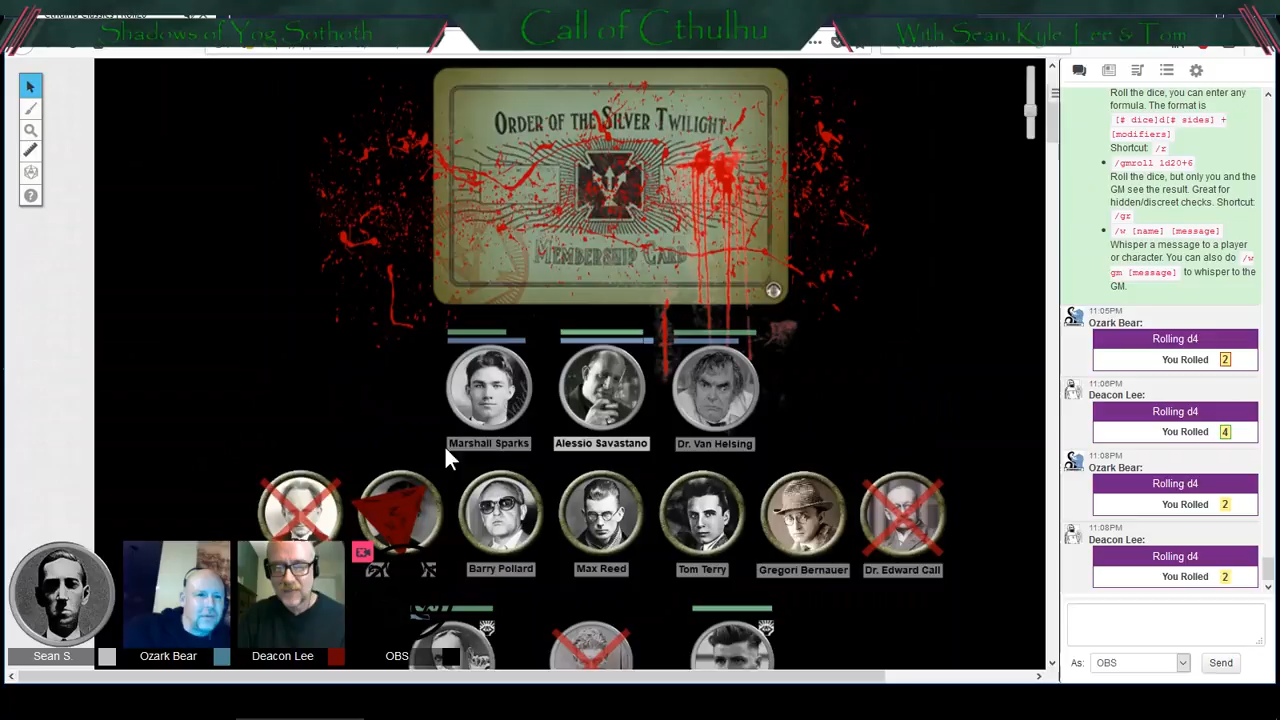 Shadows of Yog Sothoth
Call of Cthulhu
With Sean, Kyle, Lee & Tom
ORDER OF THE SILVER TWILIGHT
MEMBERSHIP CARD
Marshall Sparks
Alessio Savastano
Dr. Van Helsing
Barry Pollard
Max Reed
Tom Terry
Gregori Bernauer
Dr. Edward Call
Sean S.
Ozark Bear
Deacon Lee
OBS
Roll the dice, you can enter any
formula. The format is
[# dice]d[# sides] +
[modifiers]
Shortcut: /r
/gmroll 1d20+6
Roll the dice, but only you and the
GM see the result. Great for
hidden/discreet checks. Shortcut:
/gr
/w [name] [message]
Whisper a message to a player
or character. You can also do /w
gm [message] to whisper to the
GM.
11:05PM
Ozark Bear:
Rolling d4
You Rolled 2
11:06PM
Deacon Lee:
Rolling d4
You Rolled 4
11:08PM
Ozark Bear:
Rolling d4
You Rolled 2
11:08PM
Deacon Lee:
Rolling d4
You Rolled 2
As: OBS
Send